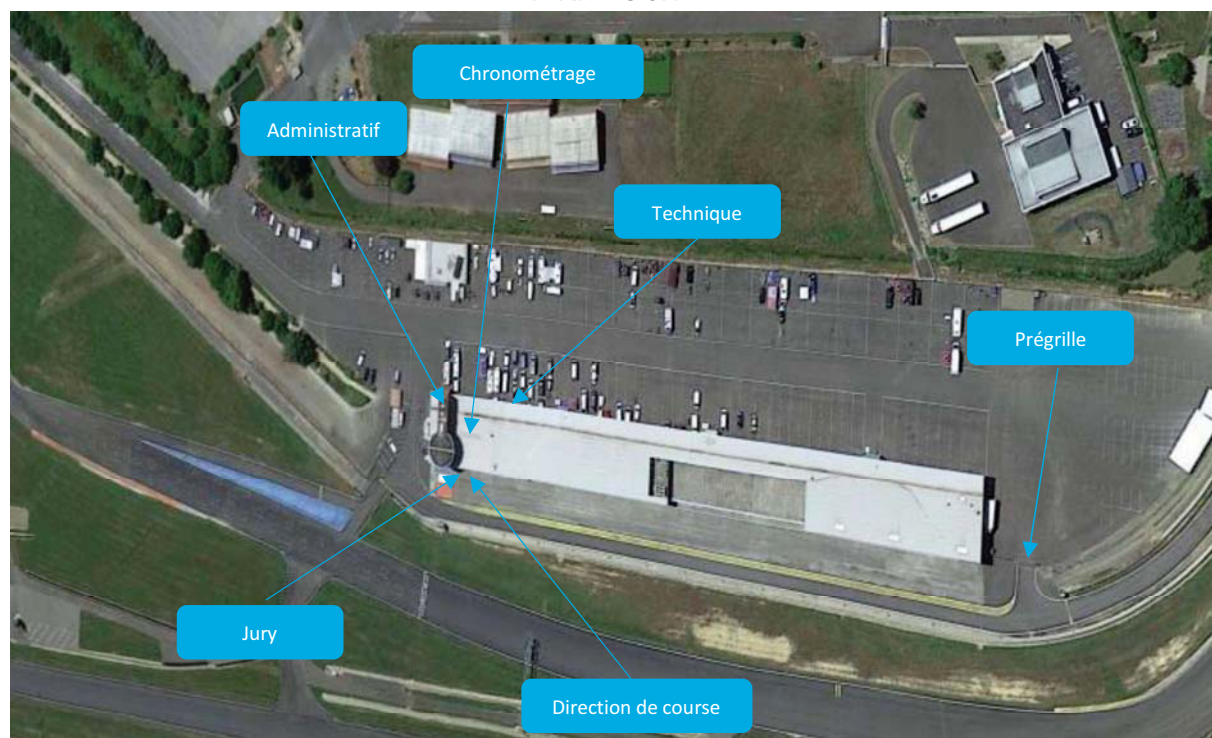 Chronométrage
Administratif
Technique
Prégrille
Jury
Direction de course